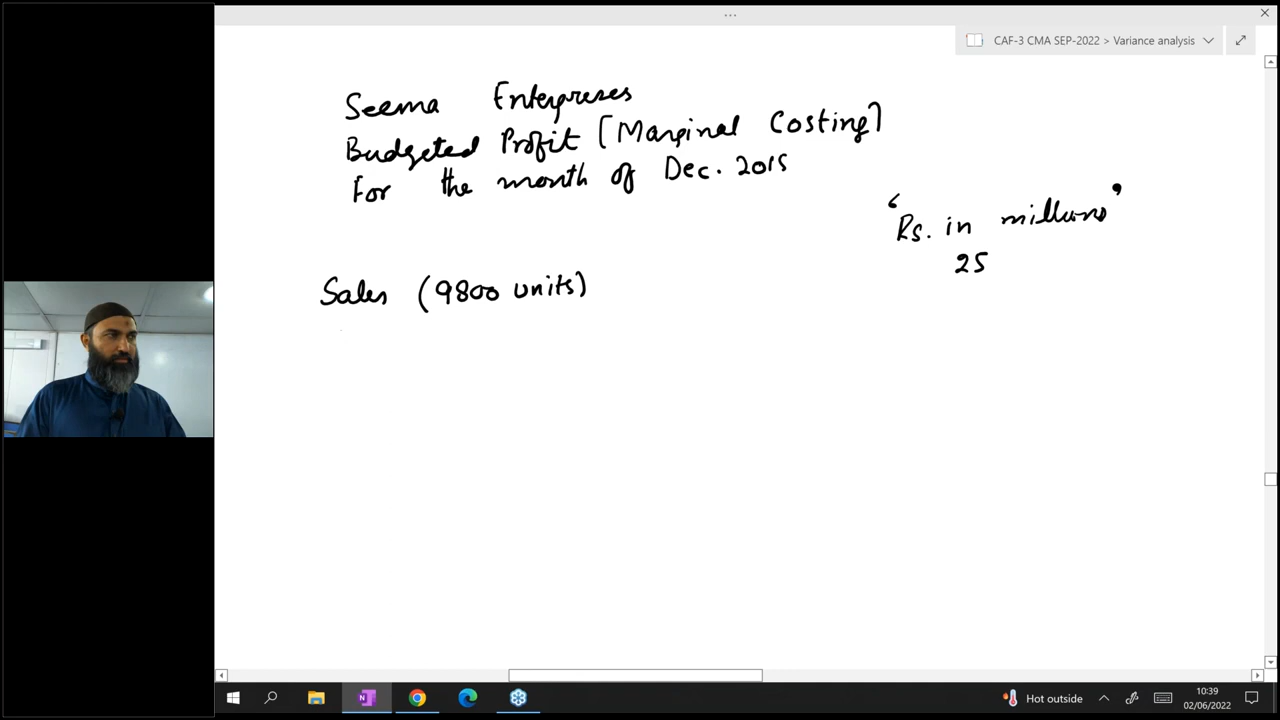 CAF-3 CMA SEP-2022 > Variance analysis
Seema Enterpreses
Budgeted Profit [Marginal Costing]
For the month of Dec. 2015
"Rs. in millions"
25
Sales (9800 units)
Hot outside
10:39
02/06/2022